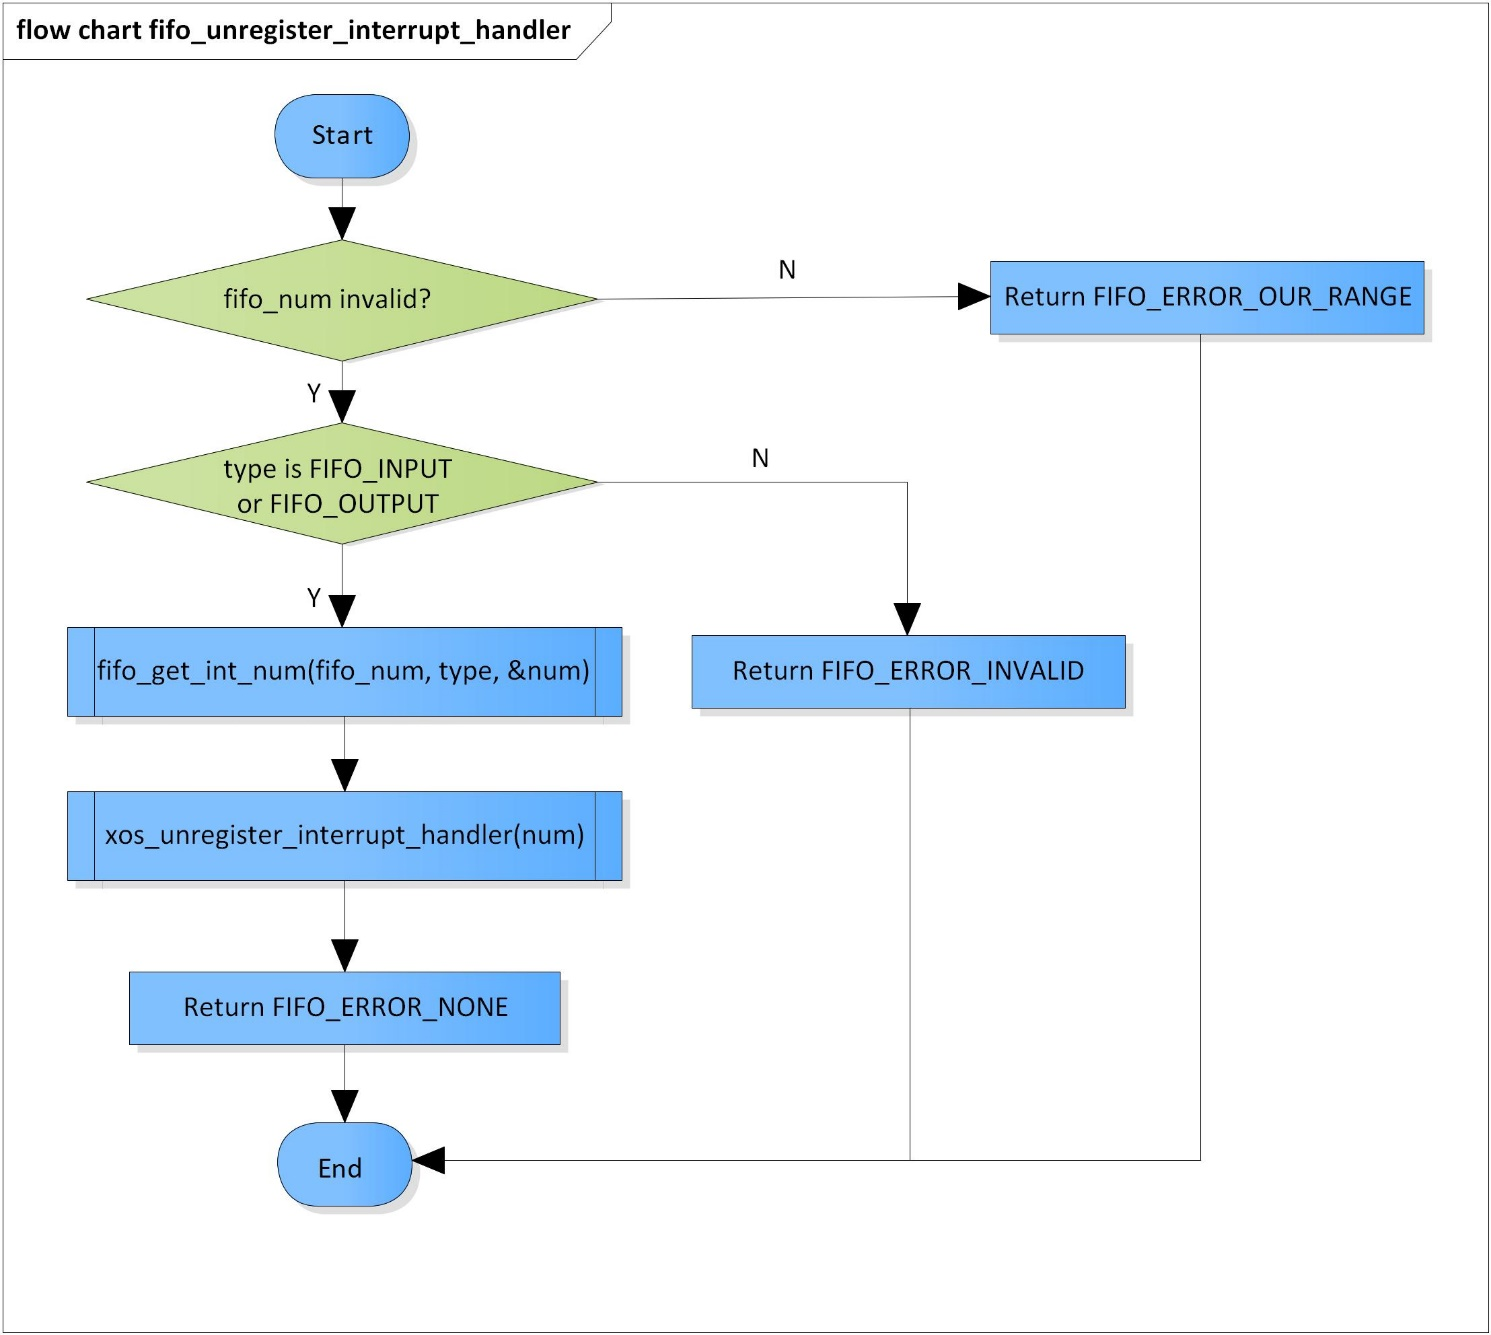 flow chart fifo_unregister_interrupt_handler
Start
fifo_num invalid?
N
Return FIFO_ERROR_OUR_RANGE
Y
type is FIFO_INPUT
or FIFO_OUTPUT
N
Y
fifo_get_int_num(fifo_num, type, &num)
Return FIFO_ERROR_INVALID
xos_unregister_interrupt_handler(num)
Return FIFO_ERROR_NONE
End